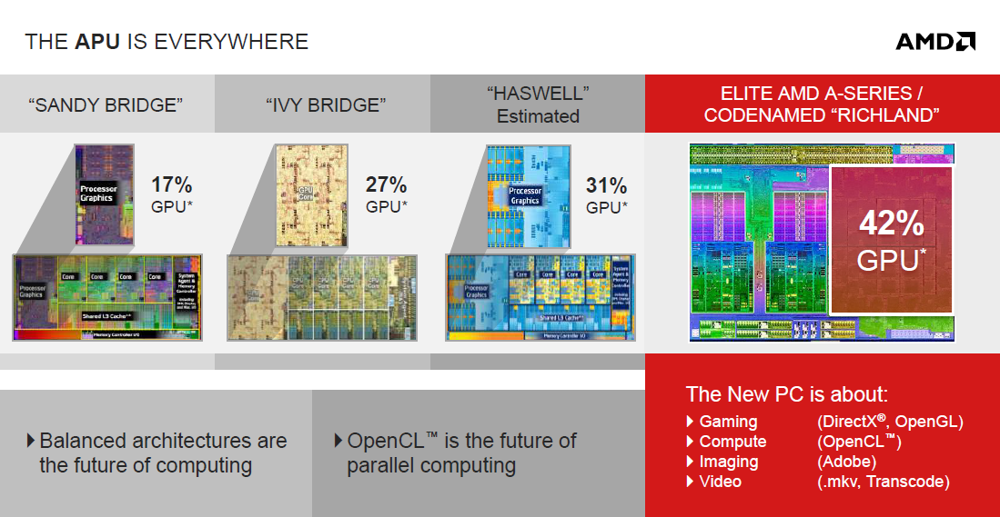 THE APU IS EVERYWHERE
AMD
“SANDY BRIDGE”
“IVY BRIDGE”
“HASWELL”
Estimated
ELITE AMD A-SERIES /
CODENAMED “RICHLAND”
Processor
Graphics
17%
GPU*
GPU
Core
27%
GPU*
Processor
Graphics
31%
GPU*
42%
GPU*
Processor
Graphics
Core
Core
Core
Core
System
Agent &
Memory
Controller
Shared L3 Cache**
Memory Controller I/O
Processor
Graphics
Core
Core
Core
Core
System
Agent &
Memory
Controller
Shared L3 Cache**
Memory Controller I/O
Balanced architectures are
the future of computing
OpenCL™ is the future of
parallel computing
The New PC is about:
Gaming (DirectX®, OpenGL)
Compute (OpenCL™)
Imaging (Adobe)
Video (.mkv, Transcode)